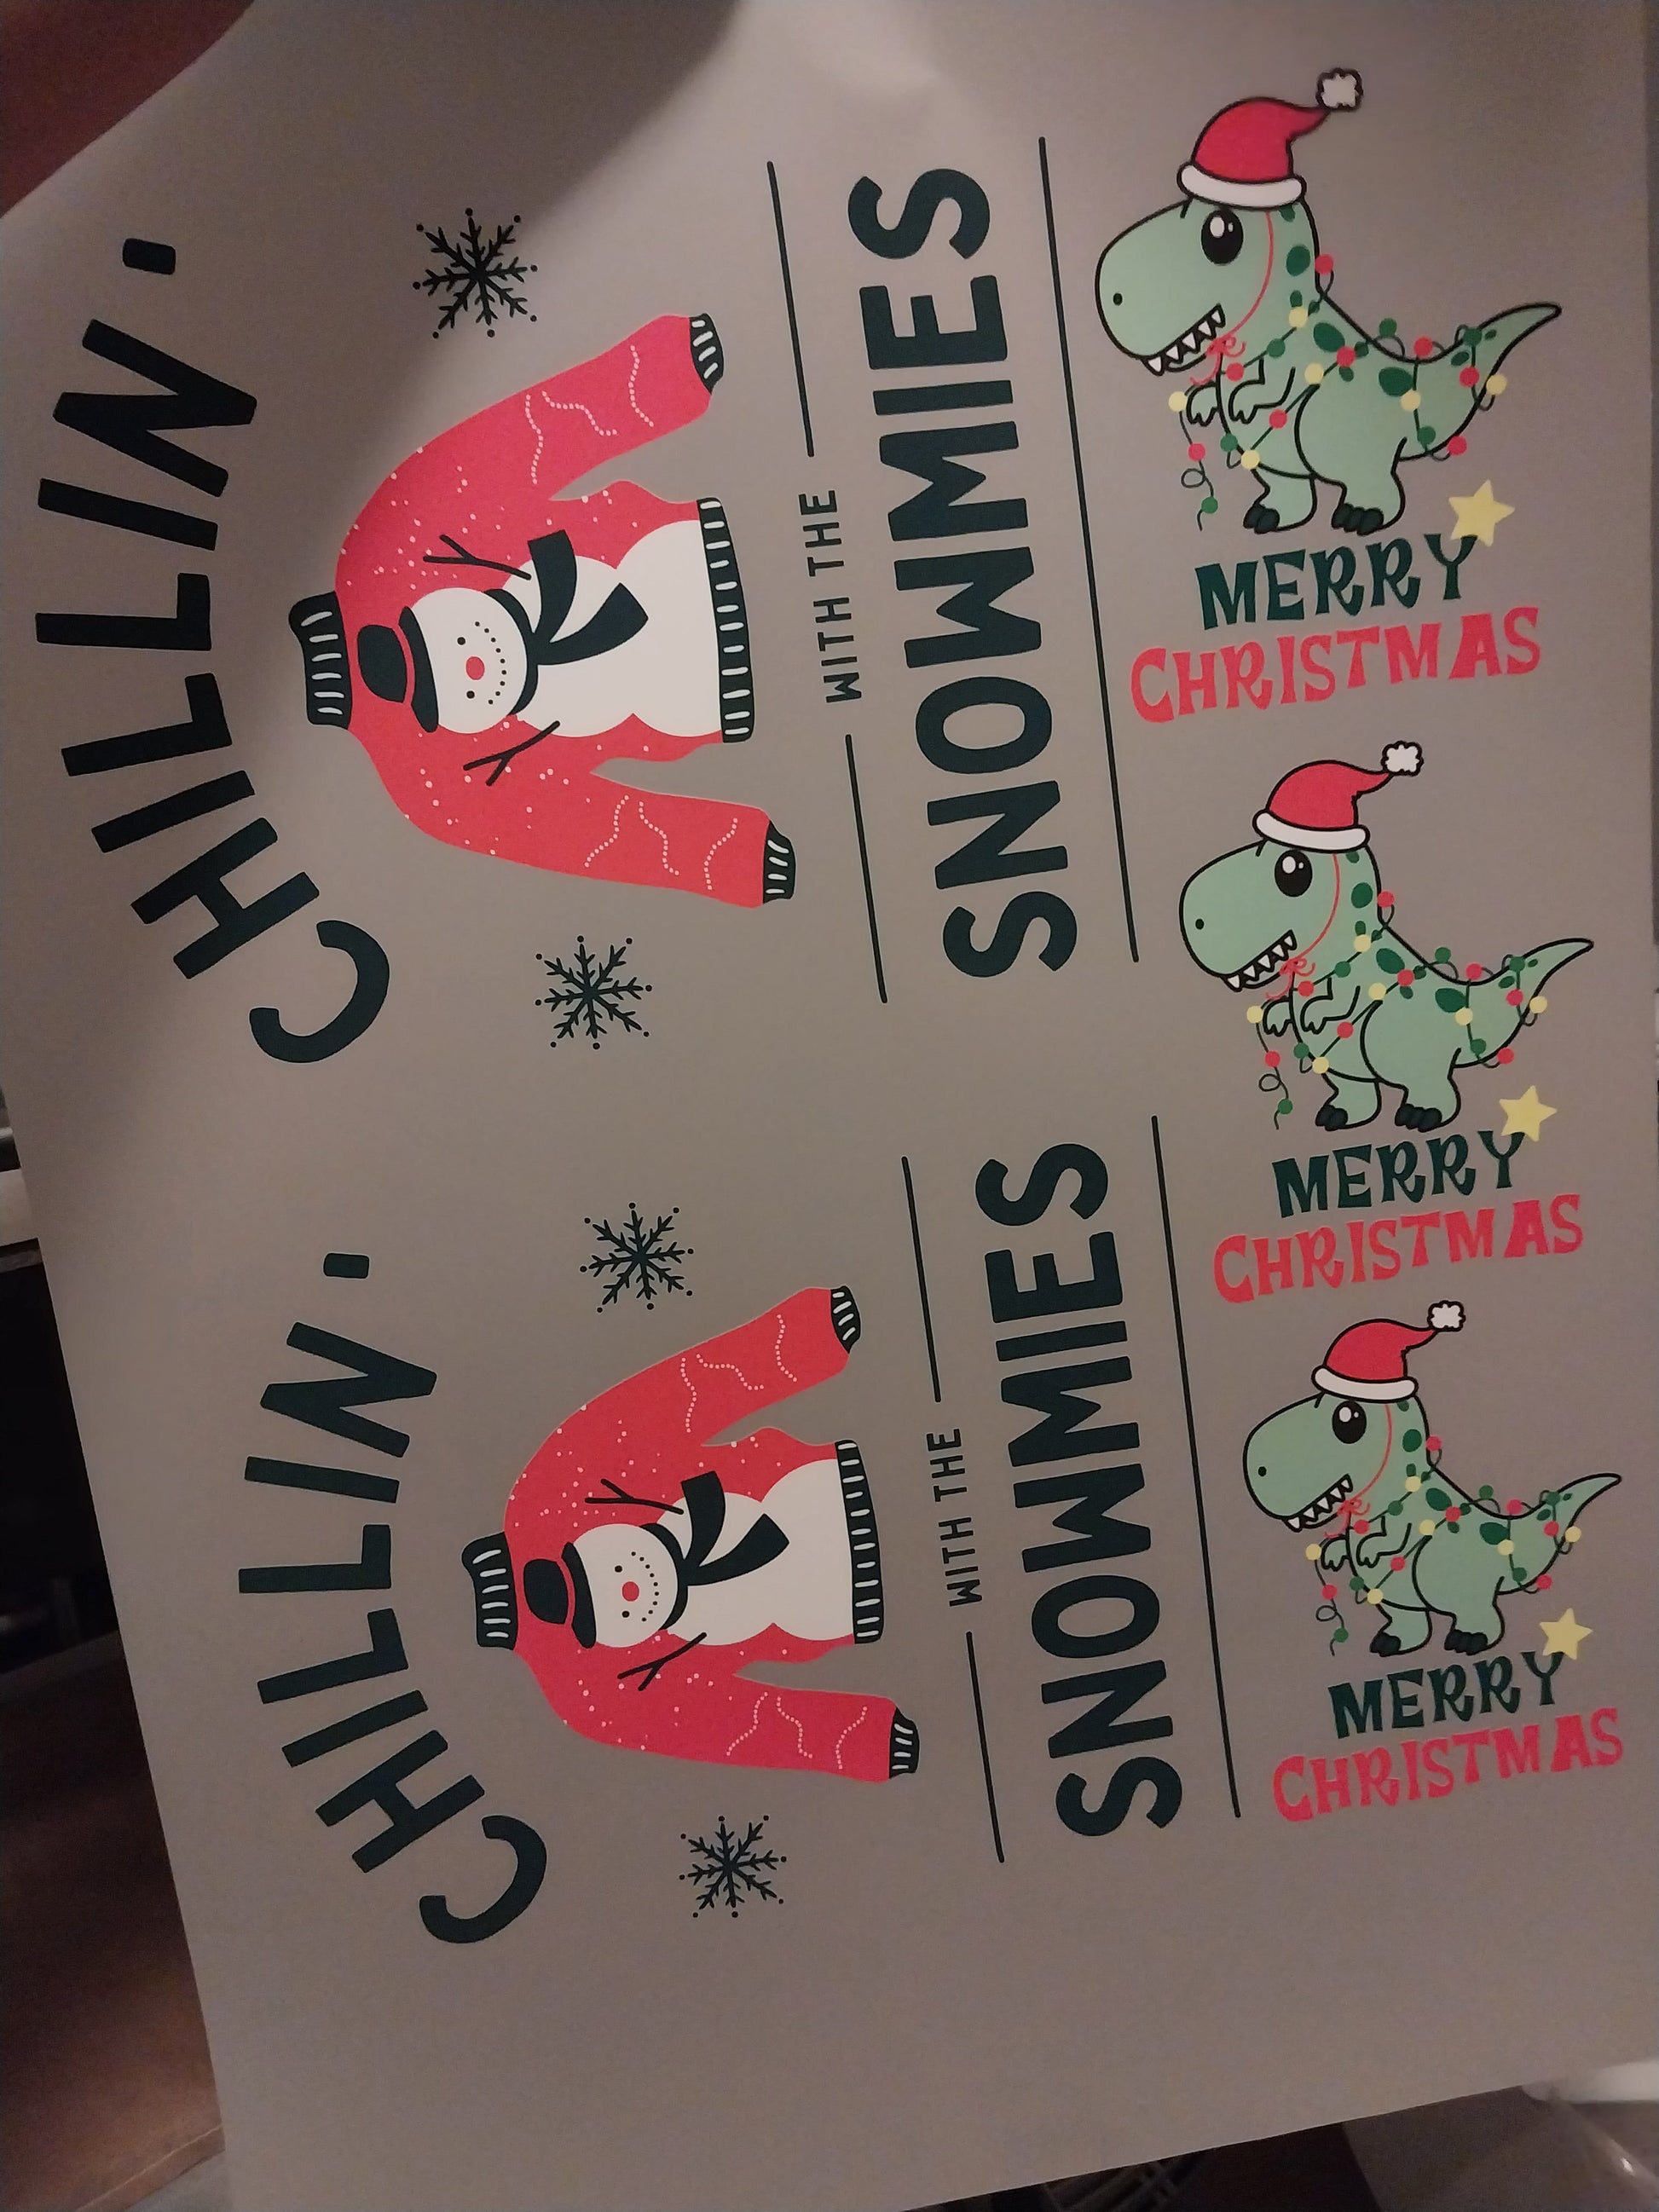 CHILLIN'
WITH THE
SNOWMIES
CHILLIN'
WITH THE
SNOWMIES
MERRY
CHRISTMAS
MERRY
CHRISTMAS
MERRY
CHRISTMAS